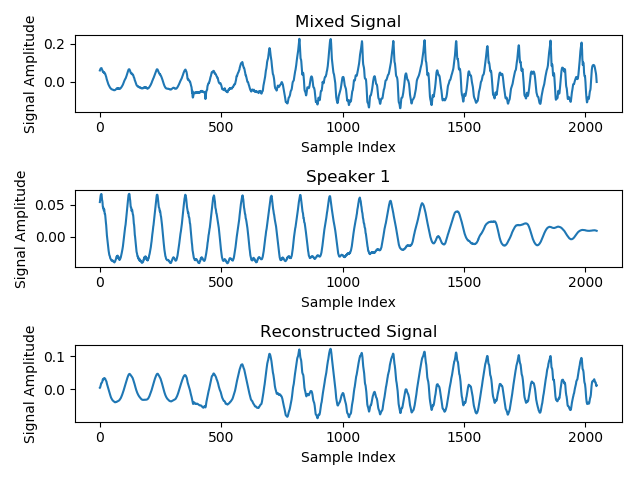 Mixed Signal
Signal Amplitude
0.2
0.0
0 500 1000 1500 2000
Sample Index
Speaker 1
Signal Amplitude
0.05
0.00
0 500 1000 1500 2000
Sample Index
Reconstructed Signal
Signal Amplitude
0.1
0.0
0 500 1000 1500 2000
Sample Index